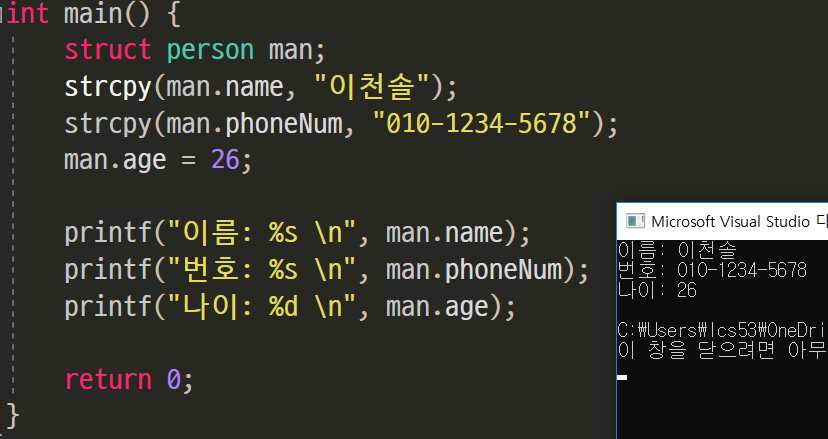 int main() {
struct person man;
strcpy(man.name, "이천솔");
strcpy(man.phoneNum, "010-1234-5678");
man.age = 26;
printf("이름: %s \n", man.name);
printf("번호: %s \n", man.phoneNum);
printf("나이: %d \n", man.age);
return 0;
}
Microsoft Visual Studio 디
이름: 이천솔
번호: 010-1234-5678
나이: 26
C:₩Users₩lcs53₩OneDri
이 창을 닫으려면 아무